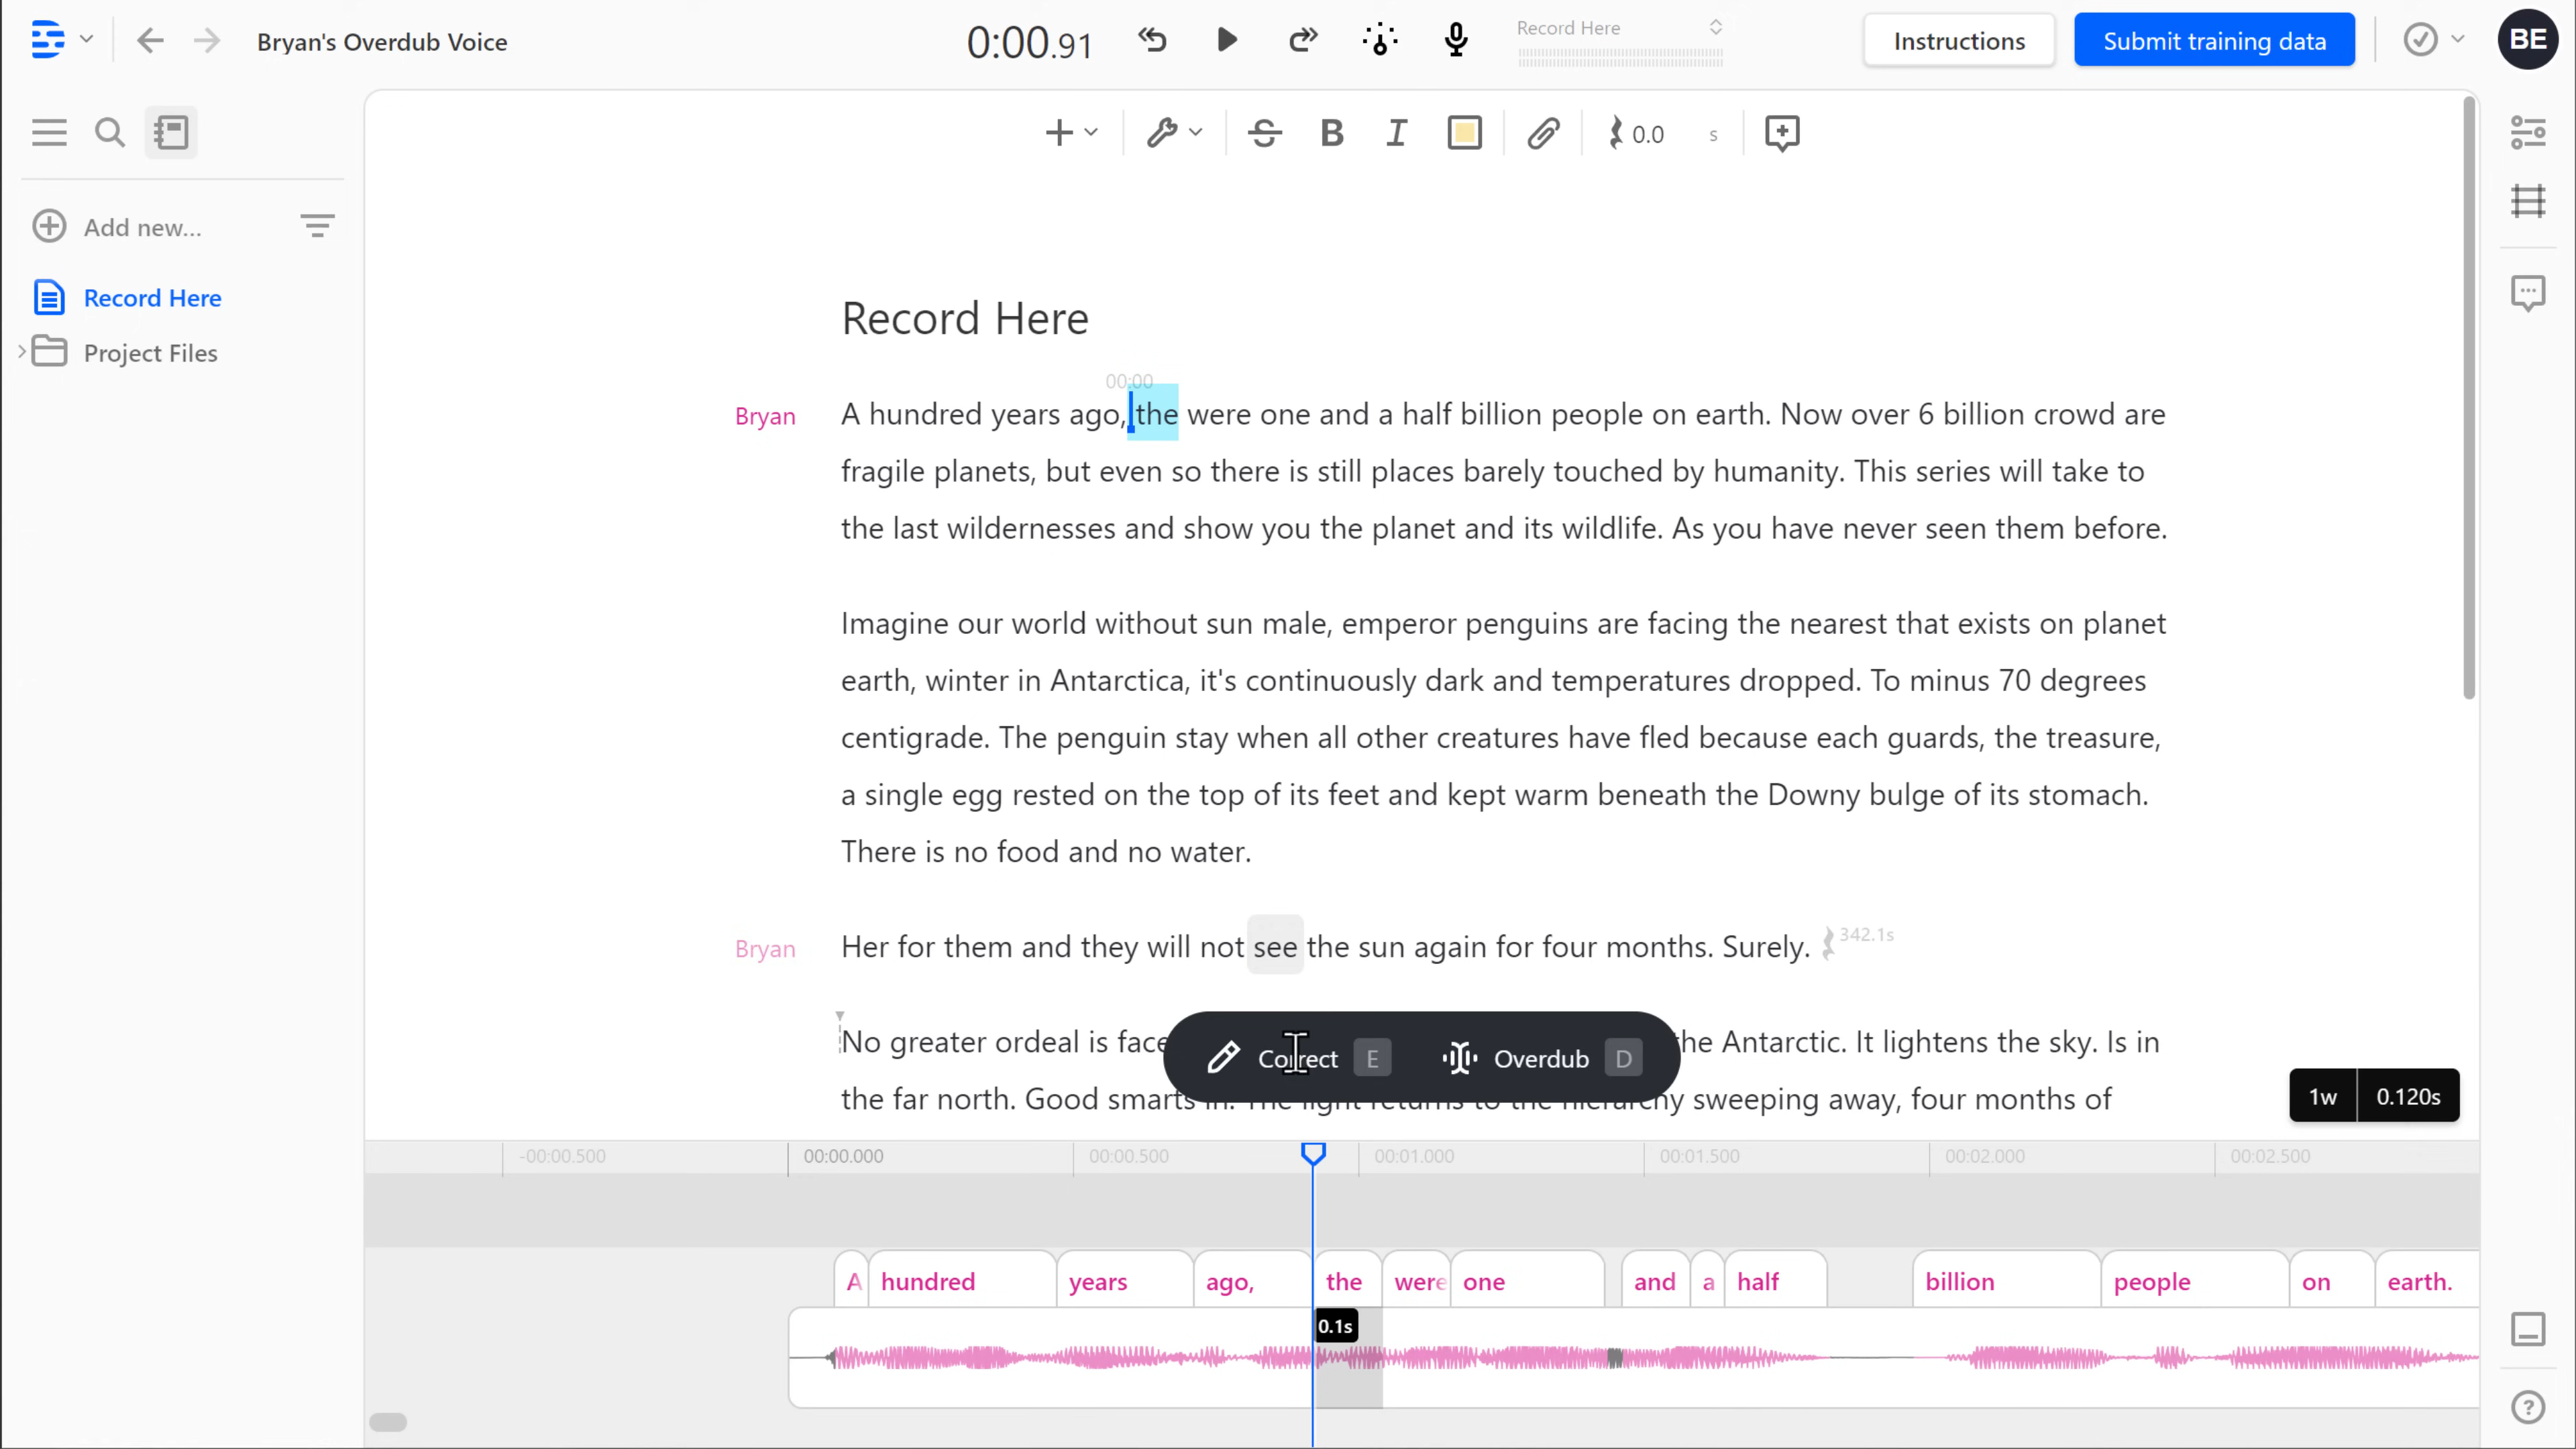 Bryan's Overdub Voice
0:00.91
Record Here
Instructions
Submit training data
BE
Add new...
Record Here
Project Files
0.0 s
Record Here
00:00
Bryan
A hundred years ago, the were one and a half billion people on earth. Now over 6 billion crowd are
fragile planets, but even so there is still places barely touched by humanity. This series will take to
the last wildernesses and show you the planet and its wildlife. As you have never seen them before.
Imagine our world without sun male, emperor penguins are facing the nearest that exists on planet
earth, winter in Antarctica, it's continuously dark and temperatures dropped. To minus 70 degrees
centigrade. The penguin stay when all other creatures have fled because each guards, the treasure,
a single egg rested on the top of its feet and kept warm beneath the Downy bulge of its stomach.
There is no food and no water.
Bryan
Her for them and they will not see the sun again for four months. Surely. 342.1s
No greater ordeal is face the Antarctic. It lightens the sky. Is in
Correct E Overdub D
the far north. Good smarts in. The light returns to the hierarchy sweeping away, four months of
1w 0.120s
-00:00.500 00:00.000 00:00.500 00:01.000 00:01.500 00:02.000 00:02.500
A hundred years ago, the were one and a half billion people on earth.
0.1s